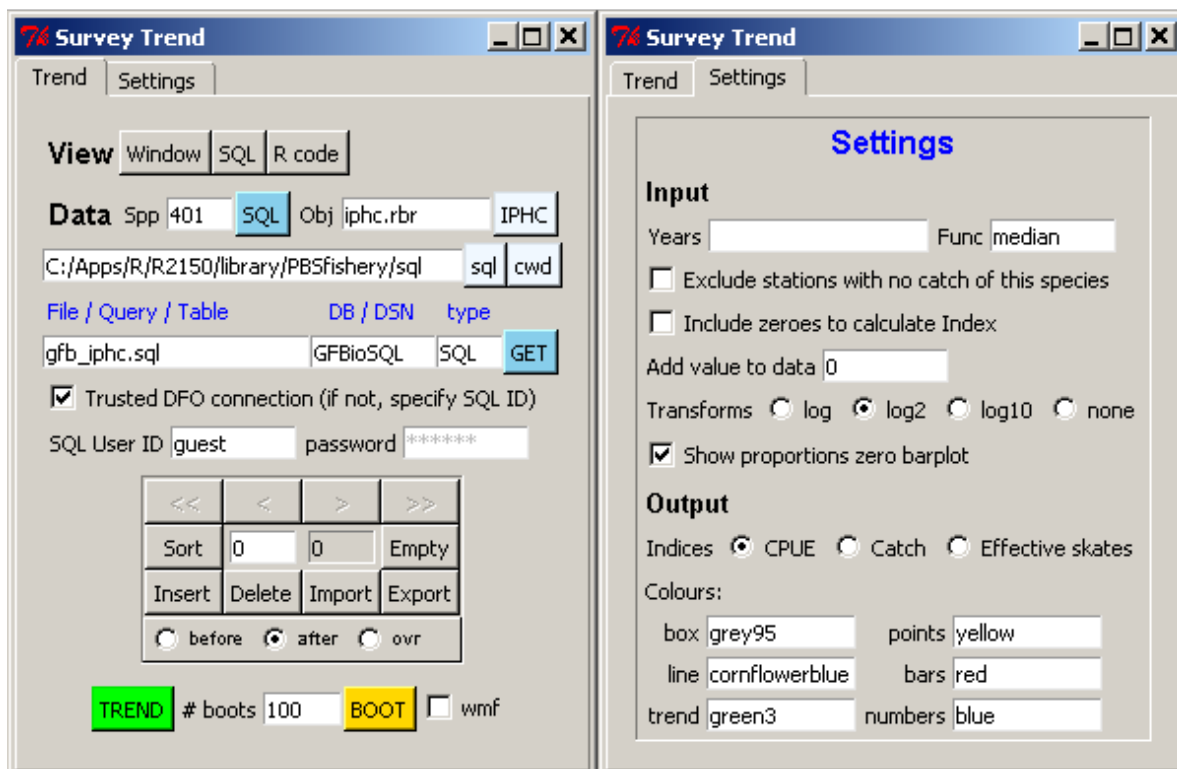 Survey Trend
Trend Settings
View Window SQL R code
Data Spp 401 SQL Obj iphc.rbr IPHC
C:/Apps/R/R2150/library/PBSfishery/sql sql cwd
File / Query / Table DB / DSN type
gfb_iphc.sql GFBioSQL SQL GET
Trusted DFO connection (if not, specify SQL ID)
SQL User ID guest password ******
<< < > >>
Sort 0 0 Empty
Insert Delete Import Export
before after ovr
TREND # boots 100 BOOT wmf
Survey Trend
Trend Settings
Settings
Input
Years Func median
Exclude stations with no catch of this species
Include zeroes to calculate Index
Add value to data 0
Transforms log log2 log10 none
Show proportions zero barplot
Output
Indices CPUE Catch Effective skates
Colours:
box grey95 points yellow
line cornflowerblue bars red
trend green3 numbers blue